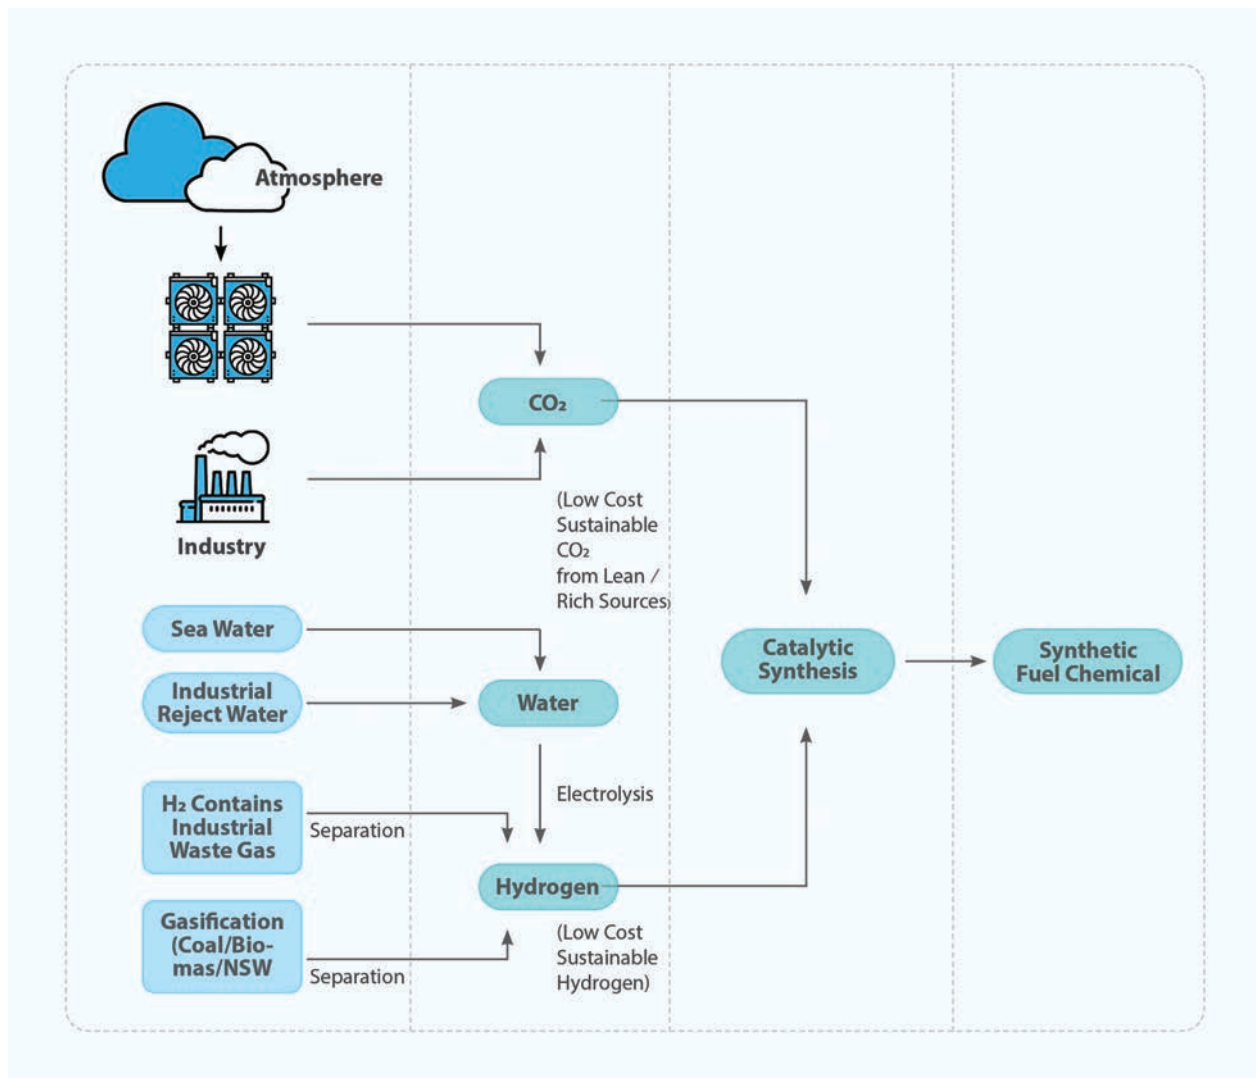 Atmosphere
CO₂
Industry
(Low Cost
Sustainable
CO₂
from Lean /
Rich Sources)
Sea Water
Industrial
Reject Water
Water
Catalytic
Synthesis
Synthetic
Fuel Chemical
Electrolysis
H₂ Contains
Industrial
Waste Gas
Separation
Hydrogen
Gasification
(Coal/Bio-
mas/NSW
Separation
(Low Cost
Sustainable
Hydrogen)